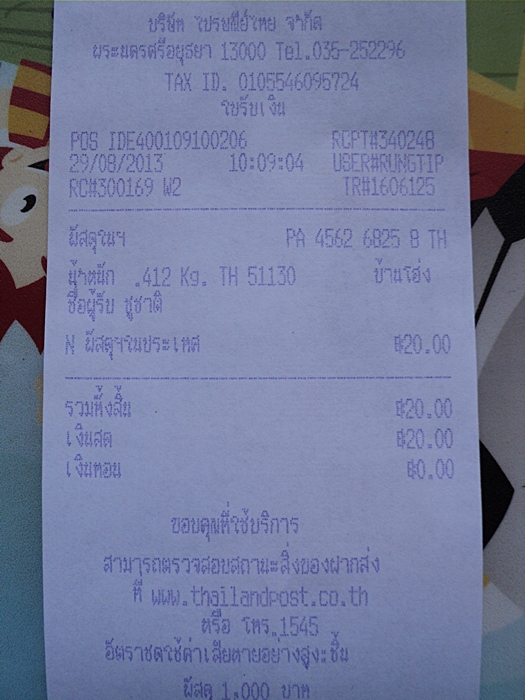 บริษัท ไปรษณีย์ไทย จำกัด
พระนครศรีอยุธยา 13000 Tel.035-252296
TAX ID. 0105546095724
ใบรับเงิน
POS IDE400109100206 RCPT#340248
29/08/2013 10:09:04 USER#RUNGTIP
RC#300169 W2 TR#1606125
พัสดุในฯ PA 4562 6825 8 TH
น้ำหนัก .412 Kg. TH 51130 บ้านโฮ่ง
ชื่อผู้รับ ชูชาติ
N พัสดุฯในประเทศ ฿20.00
รวมทั้งสิ้น ฿20.00
เงินสด ฿20.00
เงินทอน ฿0.00
ขอบคุณที่ใช้บริการ
สามารถตรวจสอบสถานะสิ่งของฝากส่ง
ที่ www.thailandpost.co.th
หรือ โทร.1545
อัตราชดใช้ค่าเสียหายอย่างสูง:ชิ้น
พัสดุ 1,000 บาท